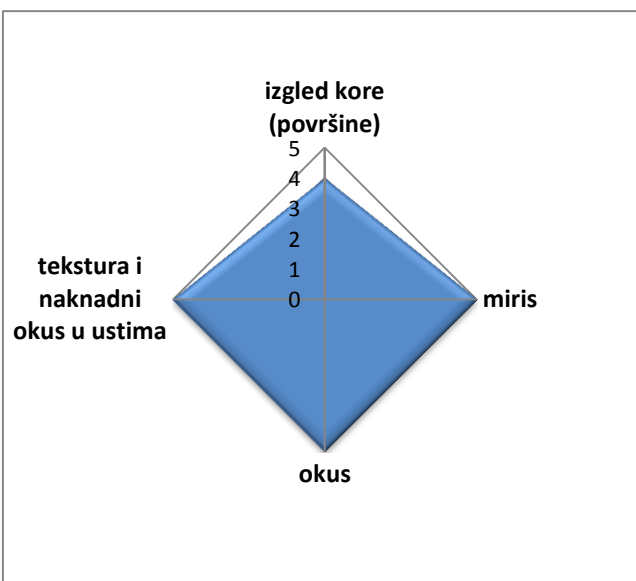 izgled kore
(površine)
5
4
3
2
1
0
tekstura i
naknadni
okus u ustima
miris
okus